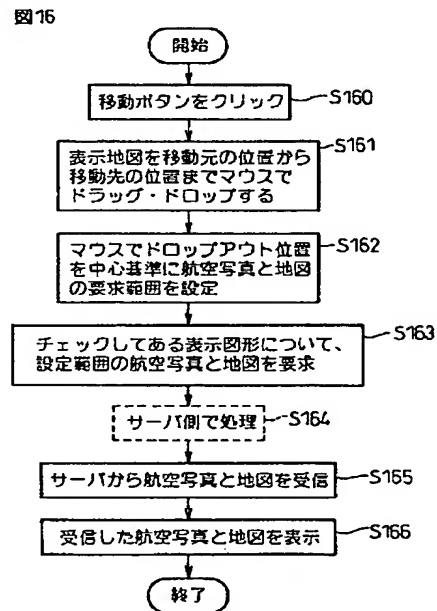 図16
開始
移動ボタンをクリック
S160
表示地図を移動元の位置から
移動先の位置までマウスで
ドラッグ・ドロップする
S161
マウスでドロップアウト位置
を中心基準に航空写真と地図
の要求範囲を設定
S162
チェックしてある表示図形について、
設定範囲の航空写真と地図を要求
S163
サーバ側で処理
S164
サーバから航空写真と地図を受信
S165
受信した航空写真と地図を表示
S166
終了